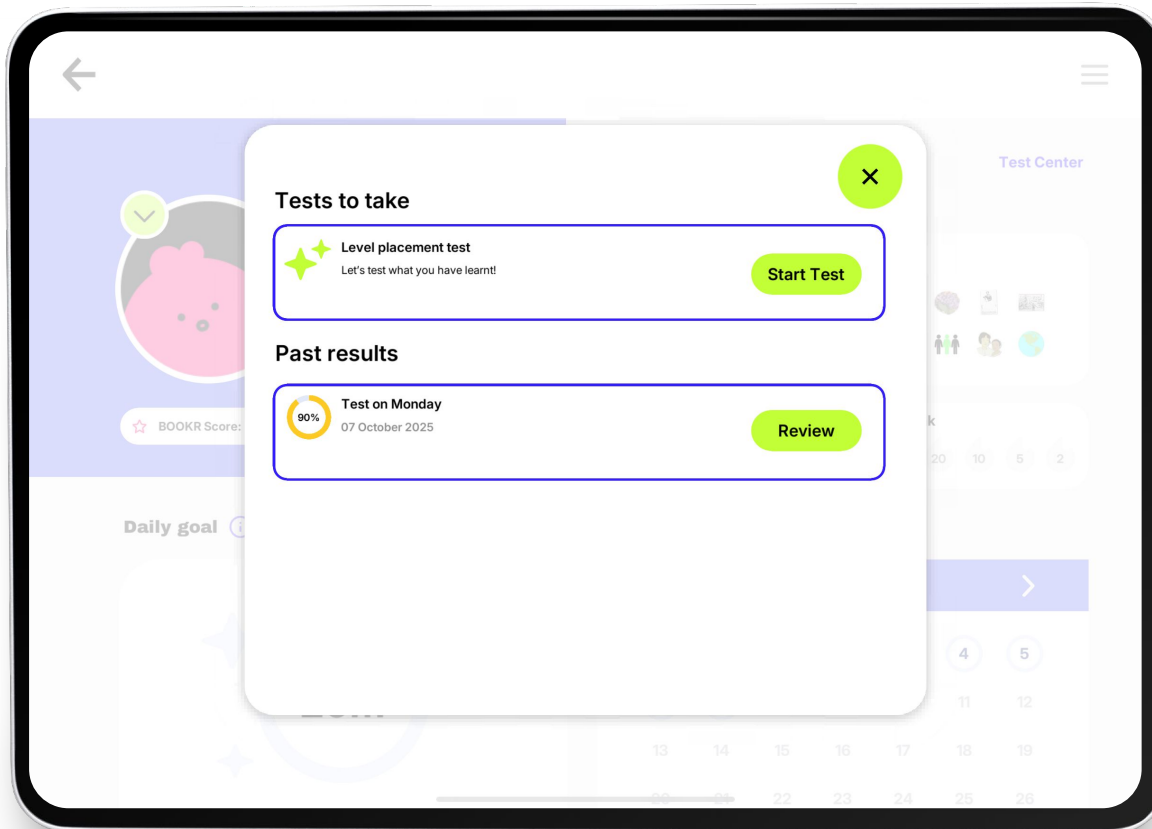 Test Center
Tests to take
Level placement test
Let's test what you have learnt!
Start Test
Past results
90%
Test on Monday
07 October 2025
Review
BOOKR Score:
k
20 10 5 2
Daily goal
4 5
11 12
13 14 15 16 17 18 19
20 21 22 23 24 25 26